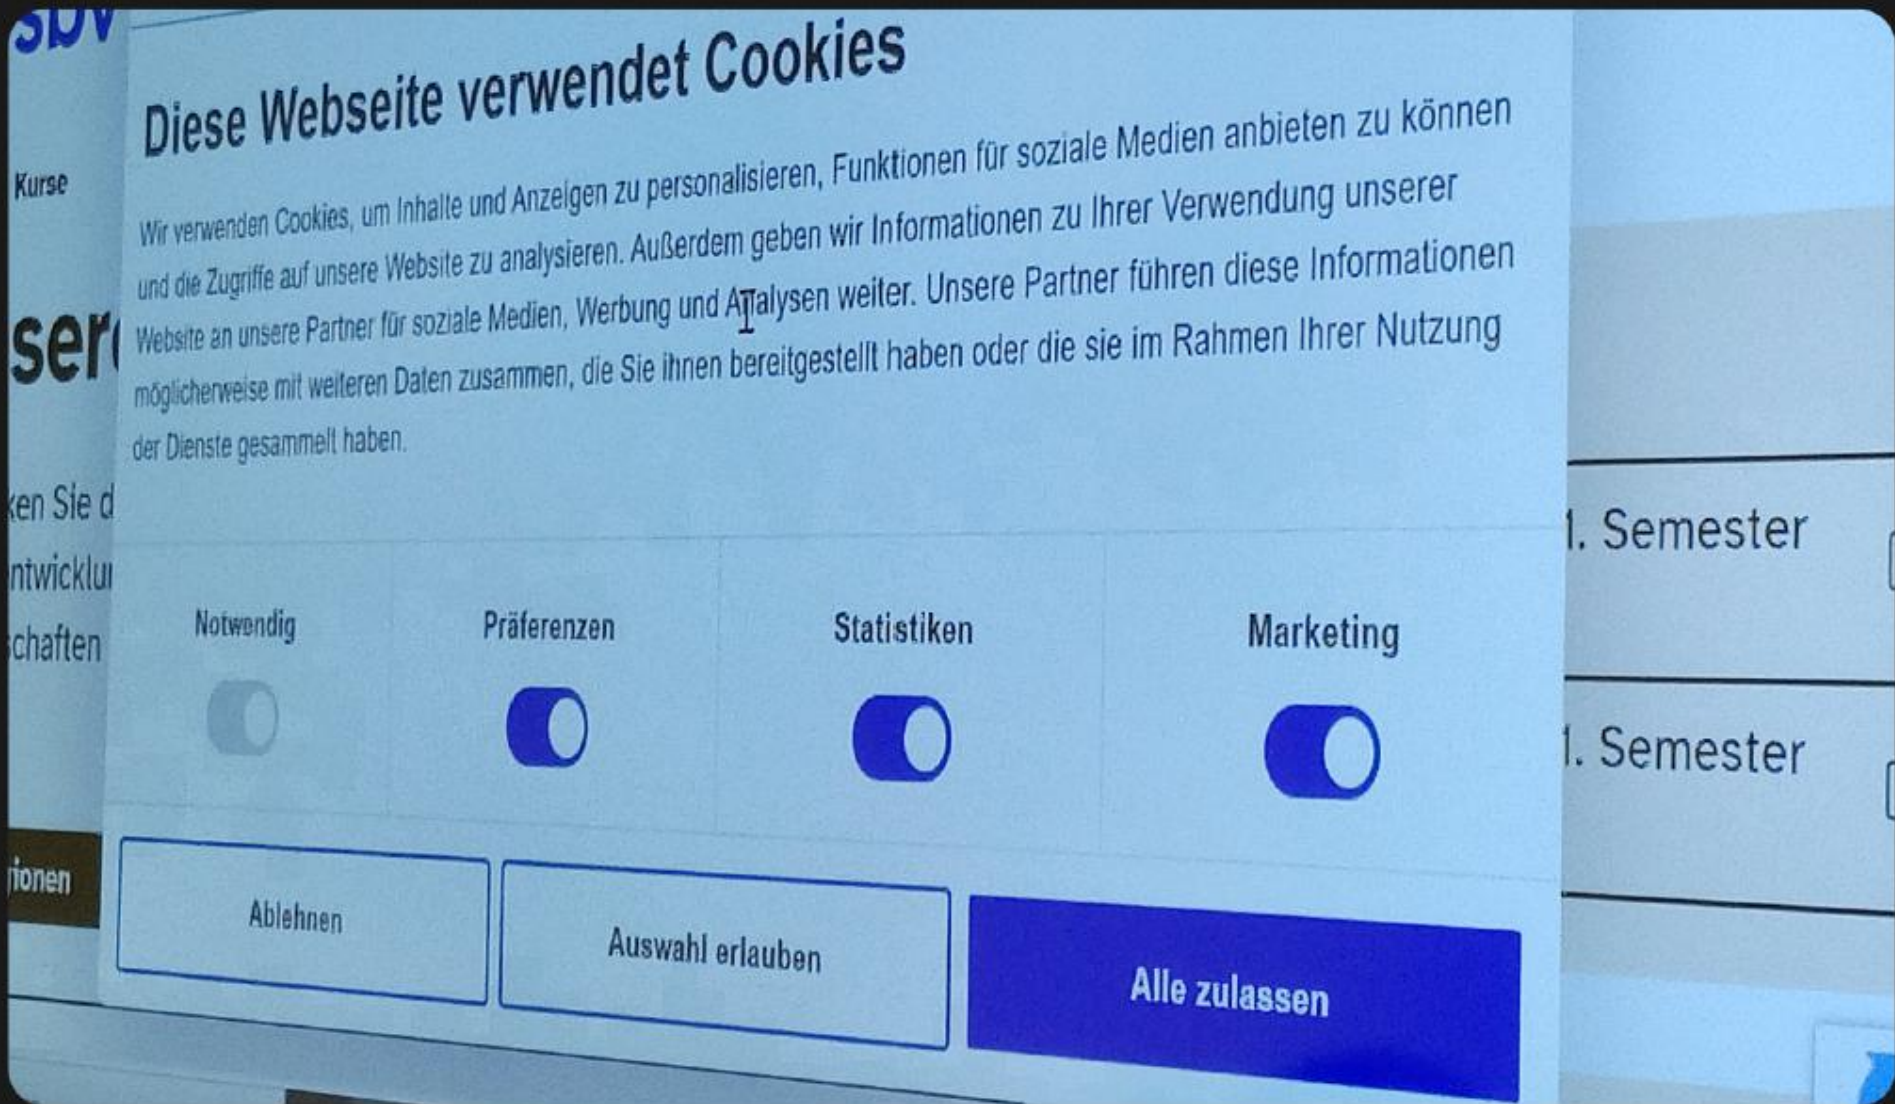 Kurse
Diese Webseite verwendet Cookies
Wir verwenden Cookies, um Inhalte und Anzeigen zu personalisieren, Funktionen für soziale Medien anbieten zu können
und die Zugriffe auf unsere Website zu analysieren. Außerdem geben wir Informationen zu Ihrer Verwendung unserer
Website an unsere Partner für soziale Medien, Werbung und Analysen weiter. Unsere Partner führen diese Informationen
möglicherweise mit weiteren Daten zusammen, die Sie ihnen bereitgestellt haben oder die sie im Rahmen Ihrer Nutzung
der Dienste gesammelt haben.
Sie
1. Semester
Notwendig Präferenzen Statistiken Marketing
1. Semester
Ablehnen Auswahl erlauben Alle zulassen